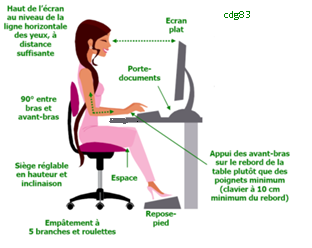 Haut de l'écran
au niveau de la
ligne horizontale
des yeux, à
distance
suffisante
Ecran
plat
cdg83
Porte-
documents
90° entre
bras et
avant-bras
Appui des avant-bras
sur le rebord de la
table plutôt que des
poignets minimum
(clavier à 10 cm
minimum du rebord)
Siège réglable
en hauteur et
inclinaison
Espace
Repose-
pied
Empâtement à
5 branches et roulettes